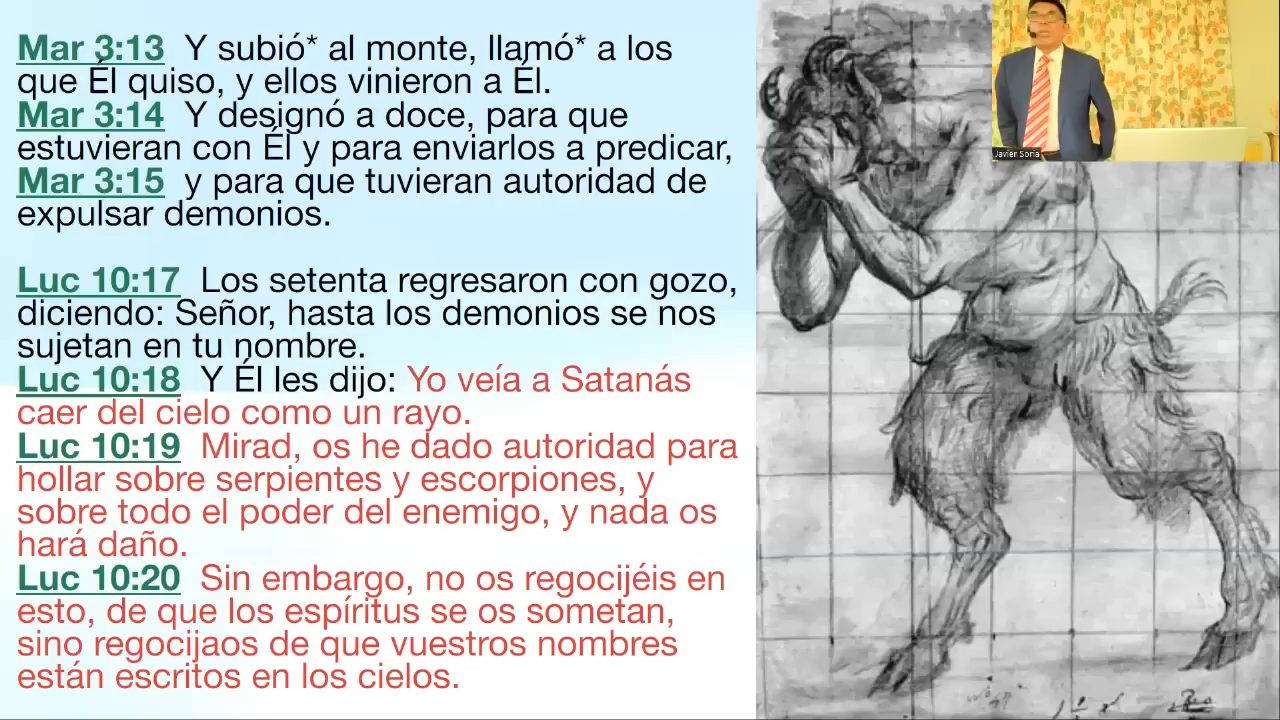 Mar 3:13  Y subió* al monte, llamó* a los
que Él quiso, y ellos vinieron a Él.
Mar 3:14  Y designó a doce, para que
estuvieran con Él y para enviarlos a predicar,
Mar 3:15  y para que tuvieran autoridad de
expulsar demonios.
Luc 10:17  Los setenta regresaron con gozo,
diciendo: Señor, hasta los demonios se nos
sujetan en tu nombre.
Luc 10:18  Y Él les dijo: Yo veía a Satanás
caer del cielo como un rayo.
Luc 10:19  Mirad, os he dado autoridad para
hollar sobre serpientes y escorpiones, y
sobre todo el poder del enemigo, y nada os
hará daño.
Luc 10:20  Sin embargo, no os regocijéis en
esto, de que los espíritus se os sometan,
sino regocijaos de que vuestros nombres
están escritos en los cielos.
Javier Soria